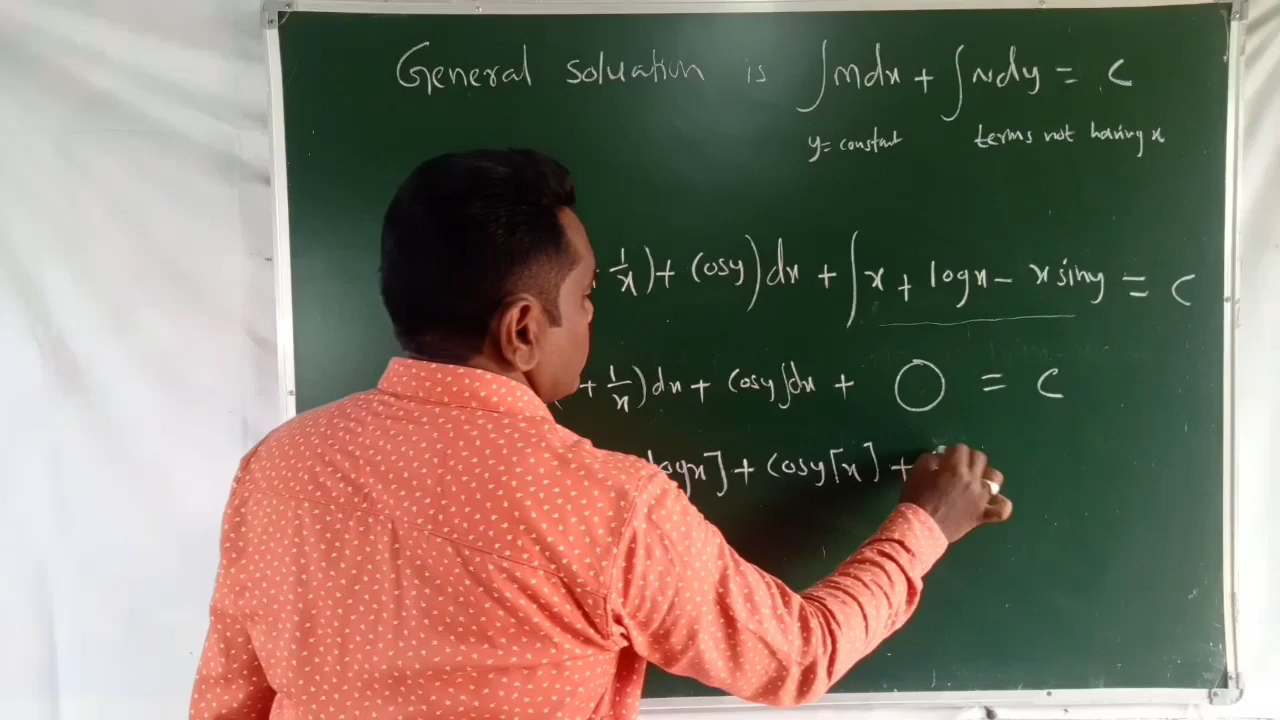 General soluation is ∫Mdx + ∫Ndy = C
y = constant terms not having x
1/x) + cosy) dx + ∫x + logx - x siny = C
+ 1/x) dx + cosy ∫dx + 0 = C
logx] + cosy [x] +